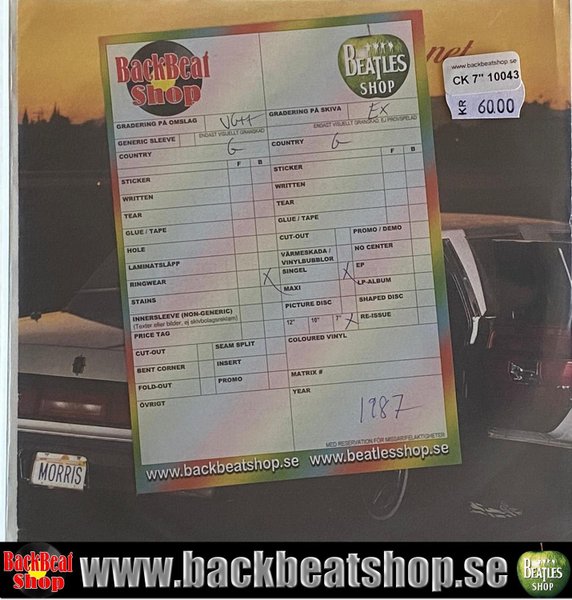 net
BackBeat
Shop
BEATLES
SHOP
www.backbeatshop.se
CK 7" 10043
KR 60.00
GRADERING PÅ OMSLAG VG++
GRADERING PÅ SKIVA EX
GENERIC SLEEVE ENDAST VISUELLT GRANSKAD
ENDAST VISUELLT GRANSKAD, EJ PROVSPELAD
COUNTRY G
COUNTRY G
F B
F B
STICKER
STICKER
WRITTEN
WRITTEN
TEAR
TEAR
GLUE / TAPE
GLUE / TAPE
HOLE
CUT-OUT
PROMO / DEMO
LAMINATSLÄPP
VÄRMESKADA /
VINYLBUBBLOR
NO CENTER
RINGWEAR
X
SINGEL
X
EP
STAINS
MAXI
LP-ALBUM
INNERSLEEVE (NON-GENERIC)
(Texter eller bilder, ej skivbolagsreklam)
PICTURE DISC
SHAPED DISC
PRICE TAG
12" 10" 7" X
RE-ISSUE
CUT-OUT
SEAM SPLIT
COLOURED VINYL
BENT CORNER
INSERT
FOLD-OUT
PROMO
MATRIX #
ÖVRIGT
YEAR
1987
MED RESERVATION FÖR MISSAR/FELAKTIGHETER
www.backbeatshop.se www.beatlesshop.se
MORRIS
BackBeat
Shop
www.backbeatshop.se
BEATLES
SHOP